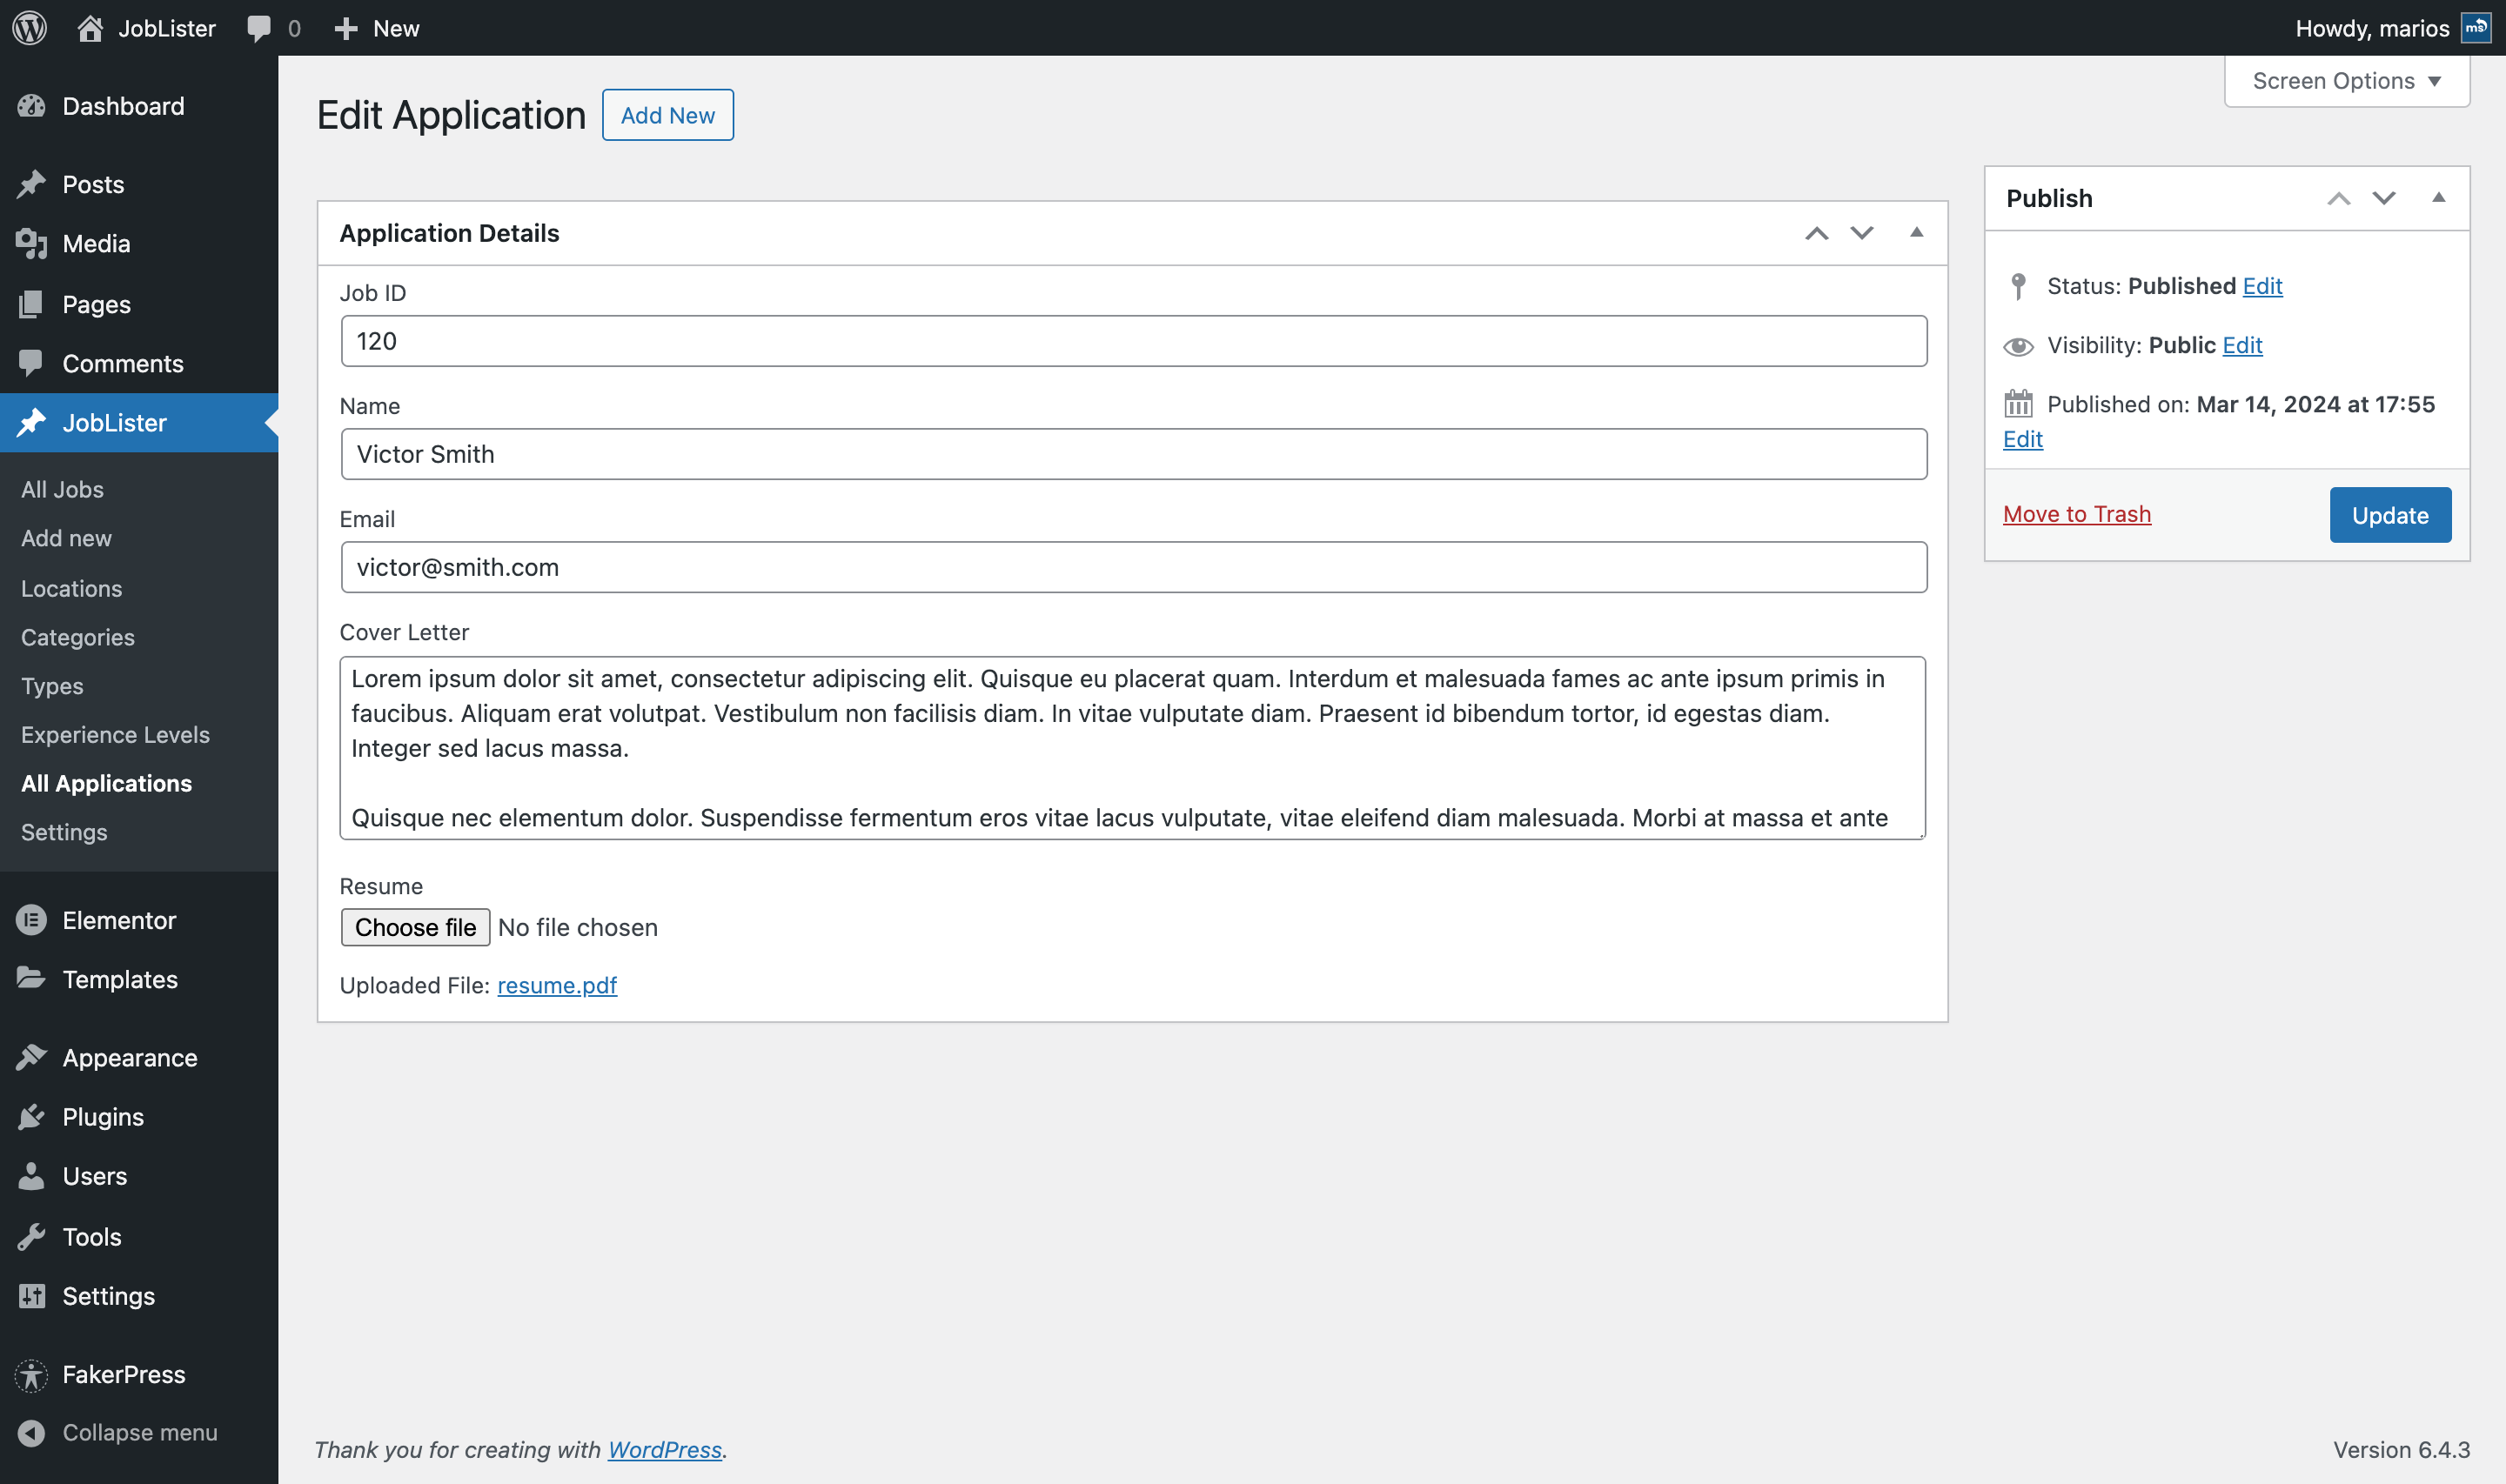 JobLister
0
New
Howdy, marios
ms
Dashboard
Posts
Media
Pages
Comments
JobLister
All Jobs
Add new
Locations
Categories
Types
Experience Levels
All Applications
Settings
Elementor
Templates
Appearance
Plugins
Users
Tools
Settings
FakerPress
Collapse menu
Screen Options
Edit Application
Add New
Application Details
Job ID
120
Name
Victor Smith
Email
victor@smith.com
Cover Letter
Lorem ipsum dolor sit amet, consectetur adipiscing elit. Quisque eu placerat quam. Interdum et malesuada fames ac ante ipsum primis in
faucibus. Aliquam erat volutpat. Vestibulum non facilisis diam. In vitae vulputate diam. Praesent id bibendum tortor, id egestas diam.
Integer sed lacus massa.
Quisque nec elementum dolor. Suspendisse fermentum eros vitae lacus vulputate, vitae eleifend diam malesuada. Morbi at massa et ante
Resume
Choose file No file chosen
Uploaded File: resume.pdf
Publish
Status: Published Edit
Visibility: Public Edit
Published on: Mar 14, 2024 at 17:55
Edit
Move to Trash
Update
Thank you for creating with WordPress.
Version 6.4.3